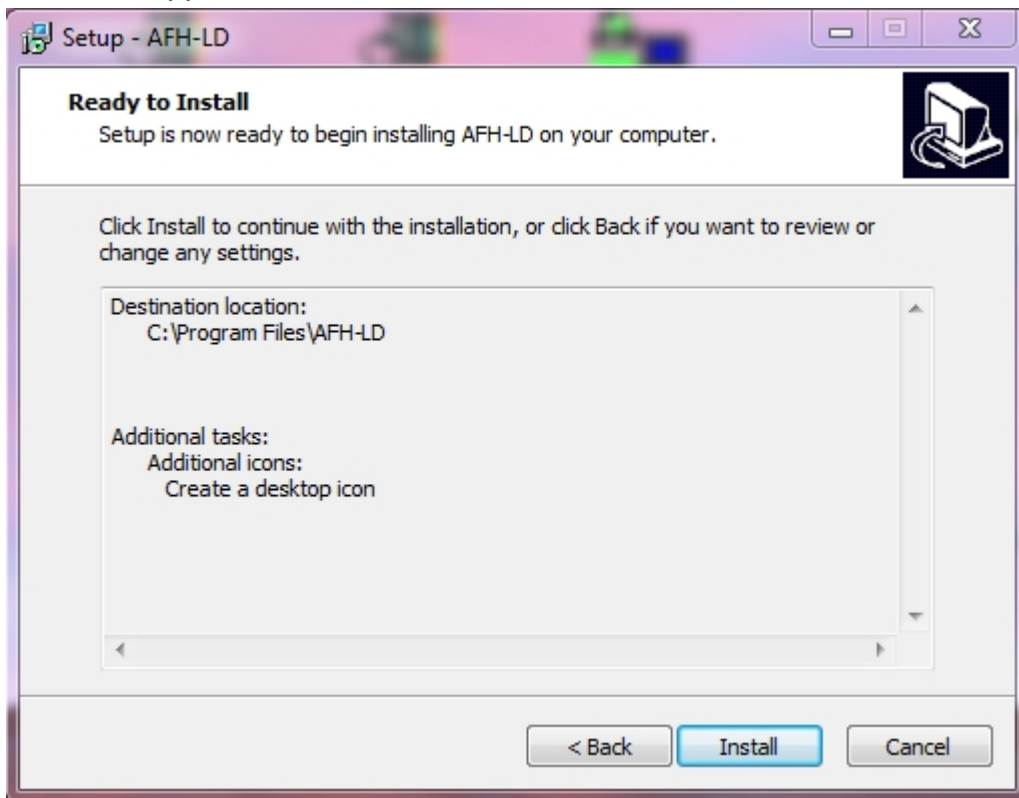 Setup - AFH-LD
Ready to Install
Setup is now ready to begin installing AFH-LD on your computer.
Click Install to continue with the installation, or click Back if you want to review or
change any settings.
Destination location:
C:\Program Files\AFH-LD
Additional tasks:
Additional icons:
Create a desktop icon
< Back
Install
Cancel